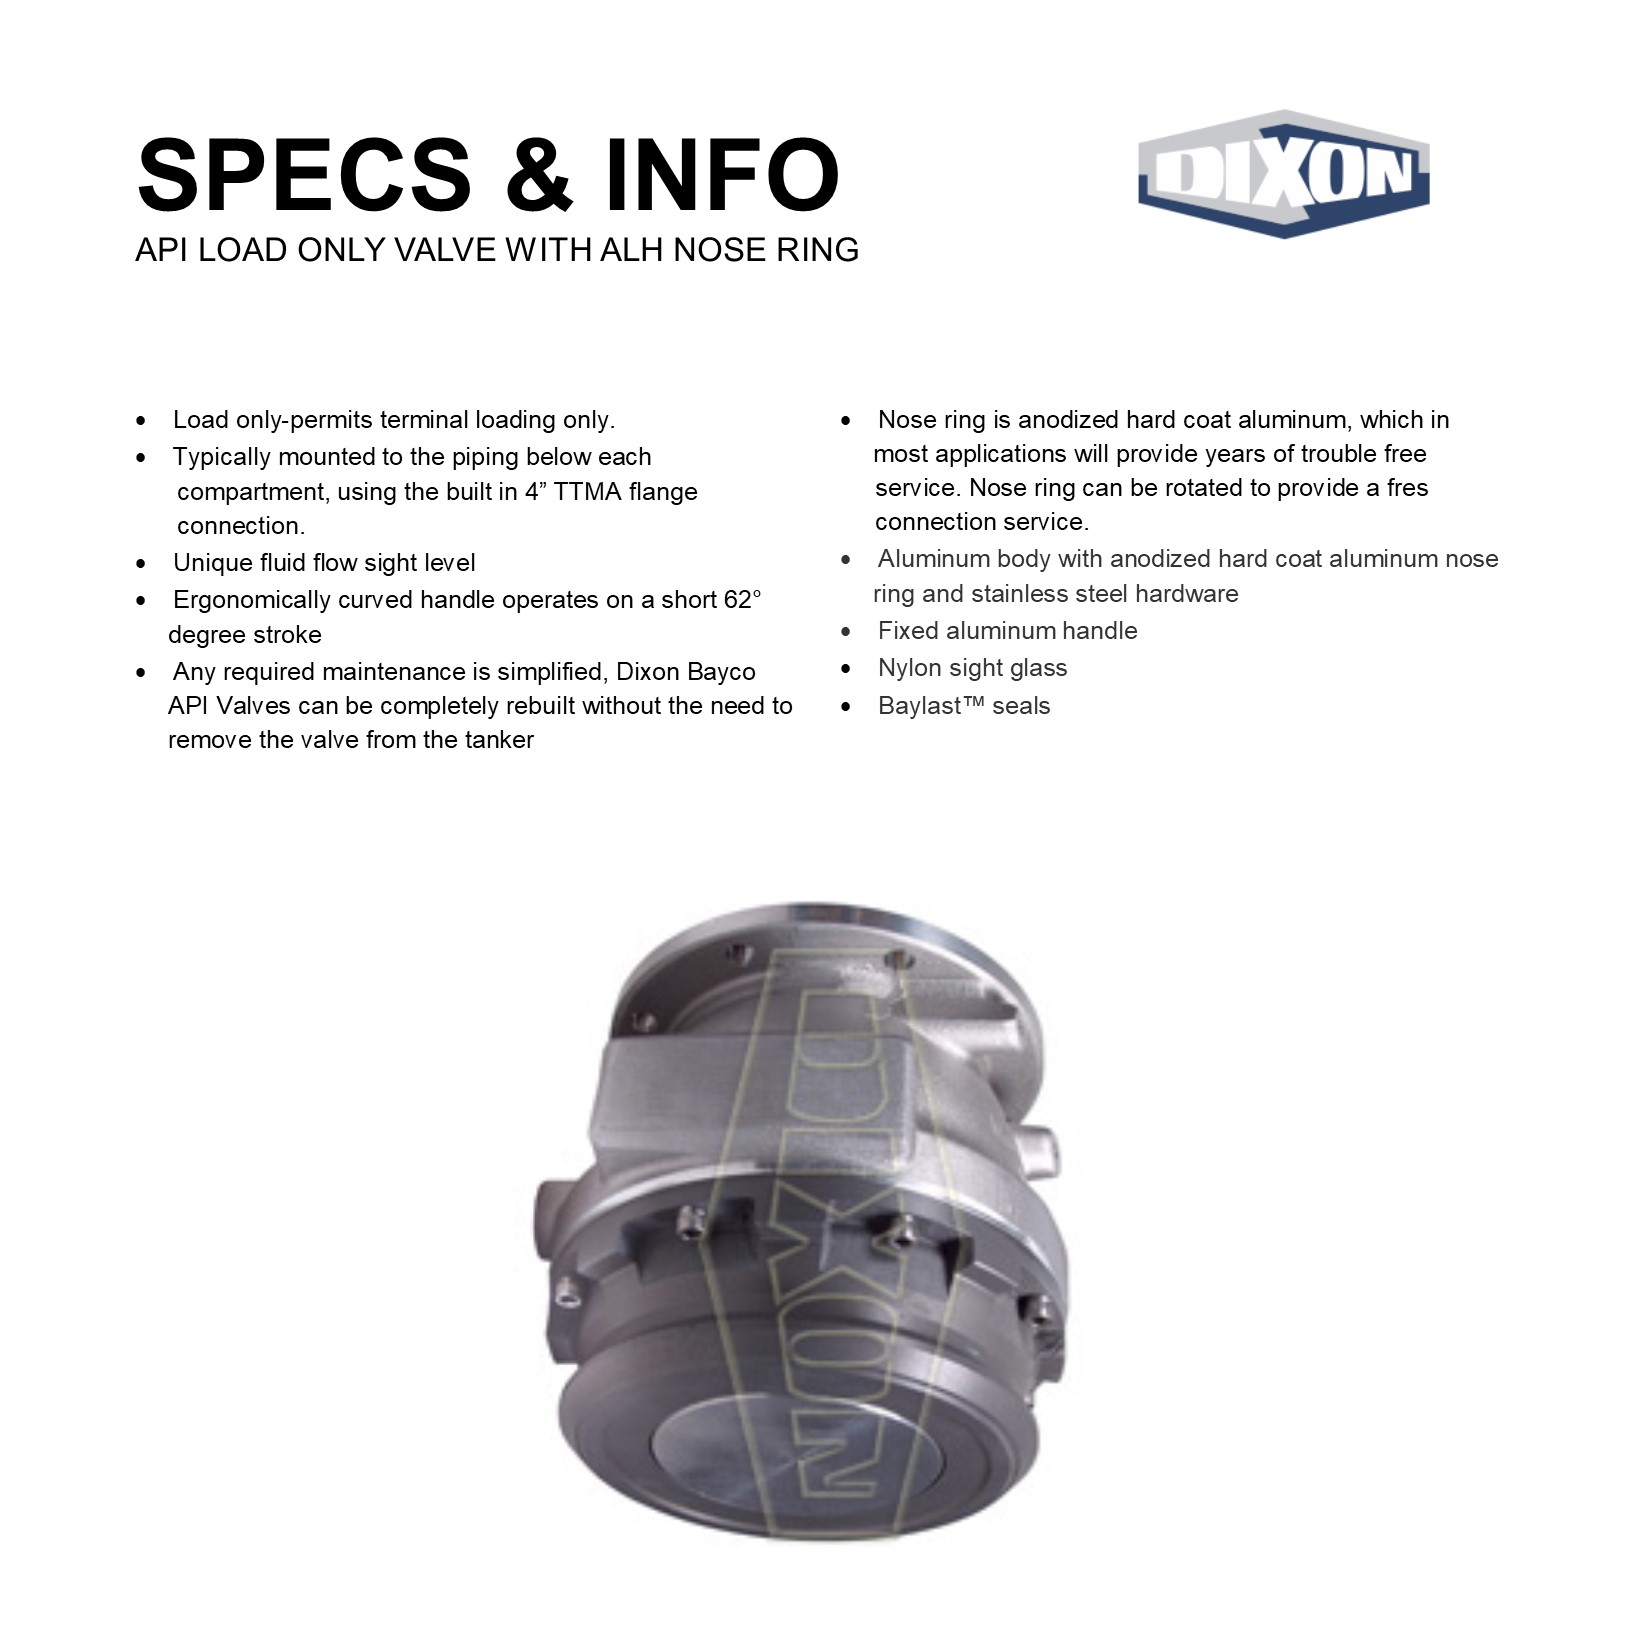 SPECS & INFO
API LOAD ONLY VALVE WITH ALH NOSE RING
DIXON
• Load only-permits terminal loading only.
• Typically mounted to the piping below each
compartment, using the built in 4” TTMA flange
connection.
• Unique fluid flow sight level
• Ergonomically curved handle operates on a short 62°
degree stroke
• Any required maintenance is simplified, Dixon Bayco
API Valves can be completely rebuilt without the need to
remove the valve from the tanker
• Nose ring is anodized hard coat aluminum, which in
most applications will provide years of trouble free
service. Nose ring can be rotated to provide a fres
connection service.
• Aluminum body with anodized hard coat aluminum nose
ring and stainless steel hardware
• Fixed aluminum handle
• Nylon sight glass
• Baylast™ seals
DIXON